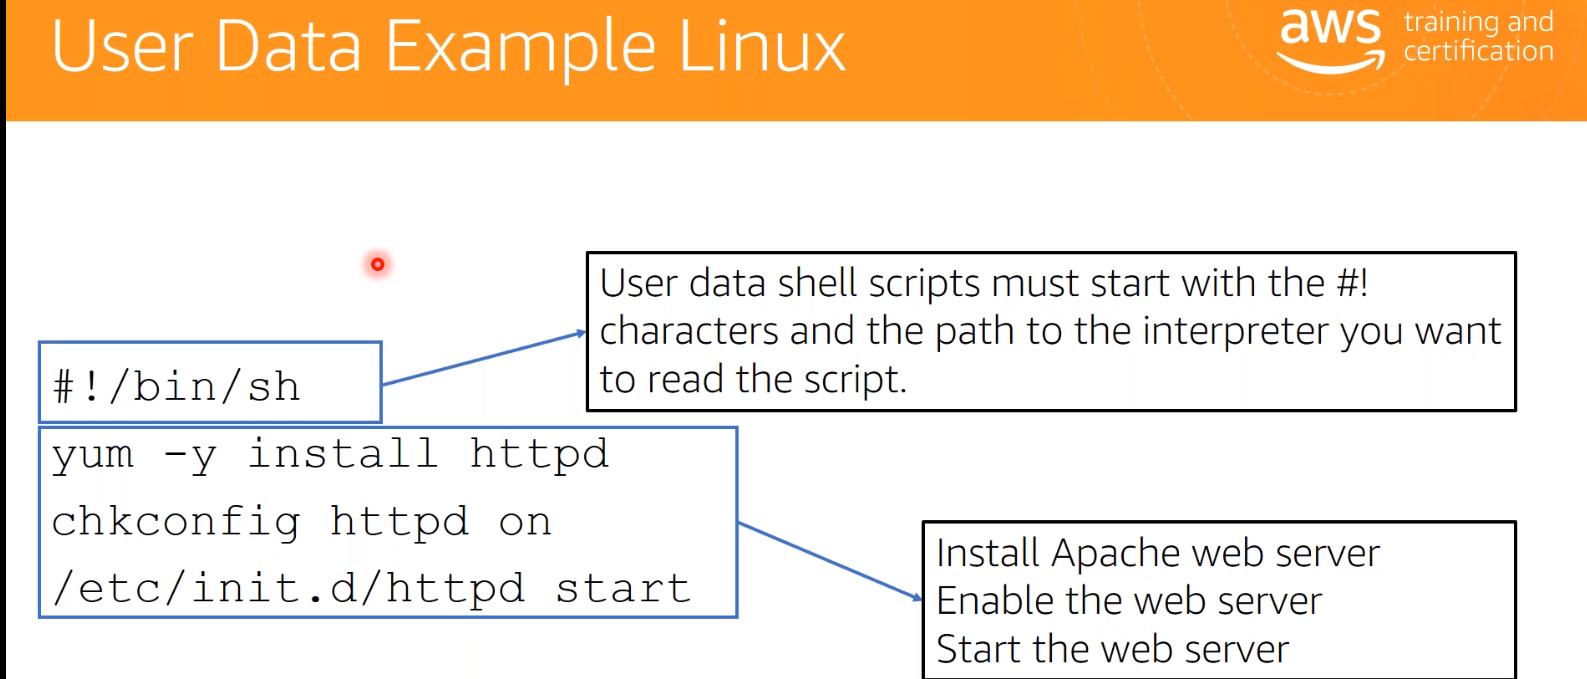 User Data Example Linux
aws training and
certification
User data shell scripts must start with the #!
characters and the path to the interpreter you want
to read the script.
#!/bin/sh
yum -y install httpd
chkconfig httpd on
/etc/init.d/httpd start
Install Apache web server
Enable the web server
Start the web server